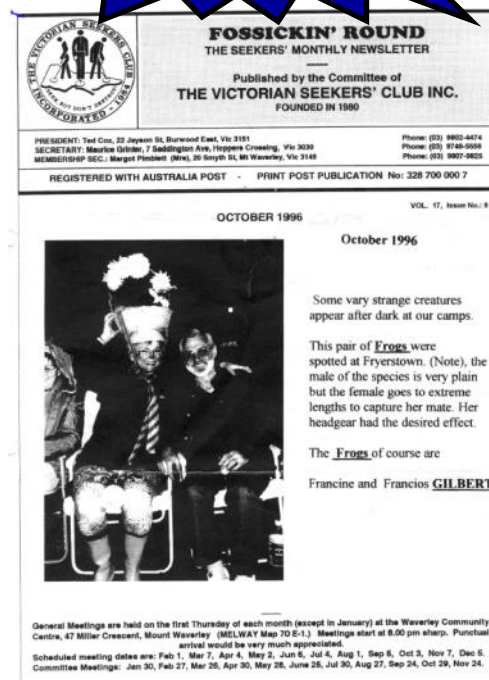 THE VICTORIAN SEEKERS CLUB
INCORPORATED - 1984
SEEK BUT DON'T DESTROY
FOSSICKIN' ROUND
THE SEEKERS' MONTHLY NEWSLETTER
Published by the Committee of
THE VICTORIAN SEEKERS' CLUB INC.
FOUNDED IN 1980
PRESIDENT: Ted Cox, 22 Jayson St, Burwood East, Vic 3151 Phone: (03) 9802-4474
SECRETARY: Maurice Grinter, 7 Saddington Ave, Hoppers Crossing, Vic 3030 Phone: (03) 9749-5559
MEMBERSHIP SEC.: Margot Pimblett (Mrs), 20 Smyth St, Mt Waverley, Vic 3149 Phone: (03) 9807-9825
REGISTERED WITH AUSTRALIA POST - PRINT POST PUBLICATION No: 328 700 000 7
VOL. 17, Issue No.: 9
OCTOBER 1996
October 1996
Some vary strange creatures
appear after dark at our camps.
This pair of Frogs were
spotted at Fryerstown. (Note), the
male of the species is very plain
but the female goes to extreme
lengths to capture her mate. Her
headgear had the desired effect.
The Frogs of course are
Francine and Francios GILBERT
General Meetings are held on the first Thursday of each month (except in January) at the Waverley Community
Centre, 47 Miller Crescent, Mount Waverley (MELWAY Map 70 E-1.) Meetings start at 8.00 pm sharp. Punctual
arrival would be very much appreciated.
Scheduled meeting dates are: Feb 1, Mar 7, Apr 4, May 2, Jun 6, Jul 4, Aug 1, Sep 5, Oct 3, Nov 7, Dec 5.
Committee Meetings: Jan 30, Feb 27, Mar 26, Apr 30, May 28, June 25, Jul 30, Aug 27, Sep 24, Oct 29, Nov 24.